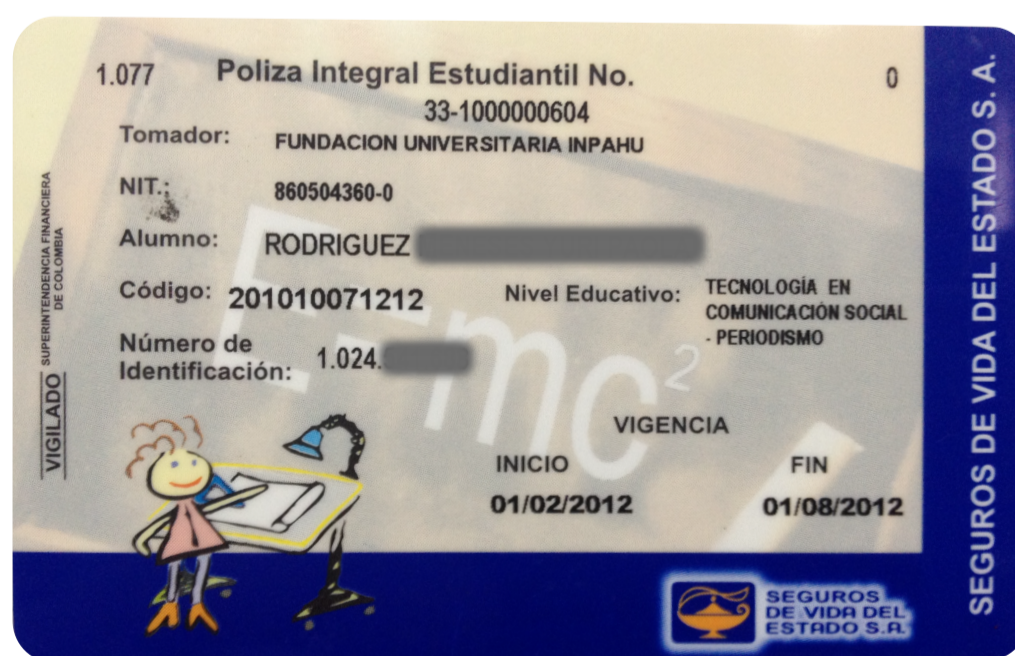 1.077 Poliza Integral Estudiantil No. 0
33-1000000604
Tomador: FUNDACION UNIVERSITARIA INPAHU
NIT.: 860504360-0
Alumno: RODRIGUEZ
Código: 201010071212
Nivel Educativo: TECNOLOGÍA EN
COMUNICACIÓN SOCIAL
- PERIODISMO
Número de
Identificación: 1.024.
E=mc²
VIGENCIA
INICIO FIN
01/02/2012 01/08/2012
VIGILADO SUPERINTENDENCIA FINANCIERA
DE COLOMBIA
SEGUROS
DE VIDA DEL
ESTADO S.A.
SEGUROS DE VIDA DEL ESTADO S. A.